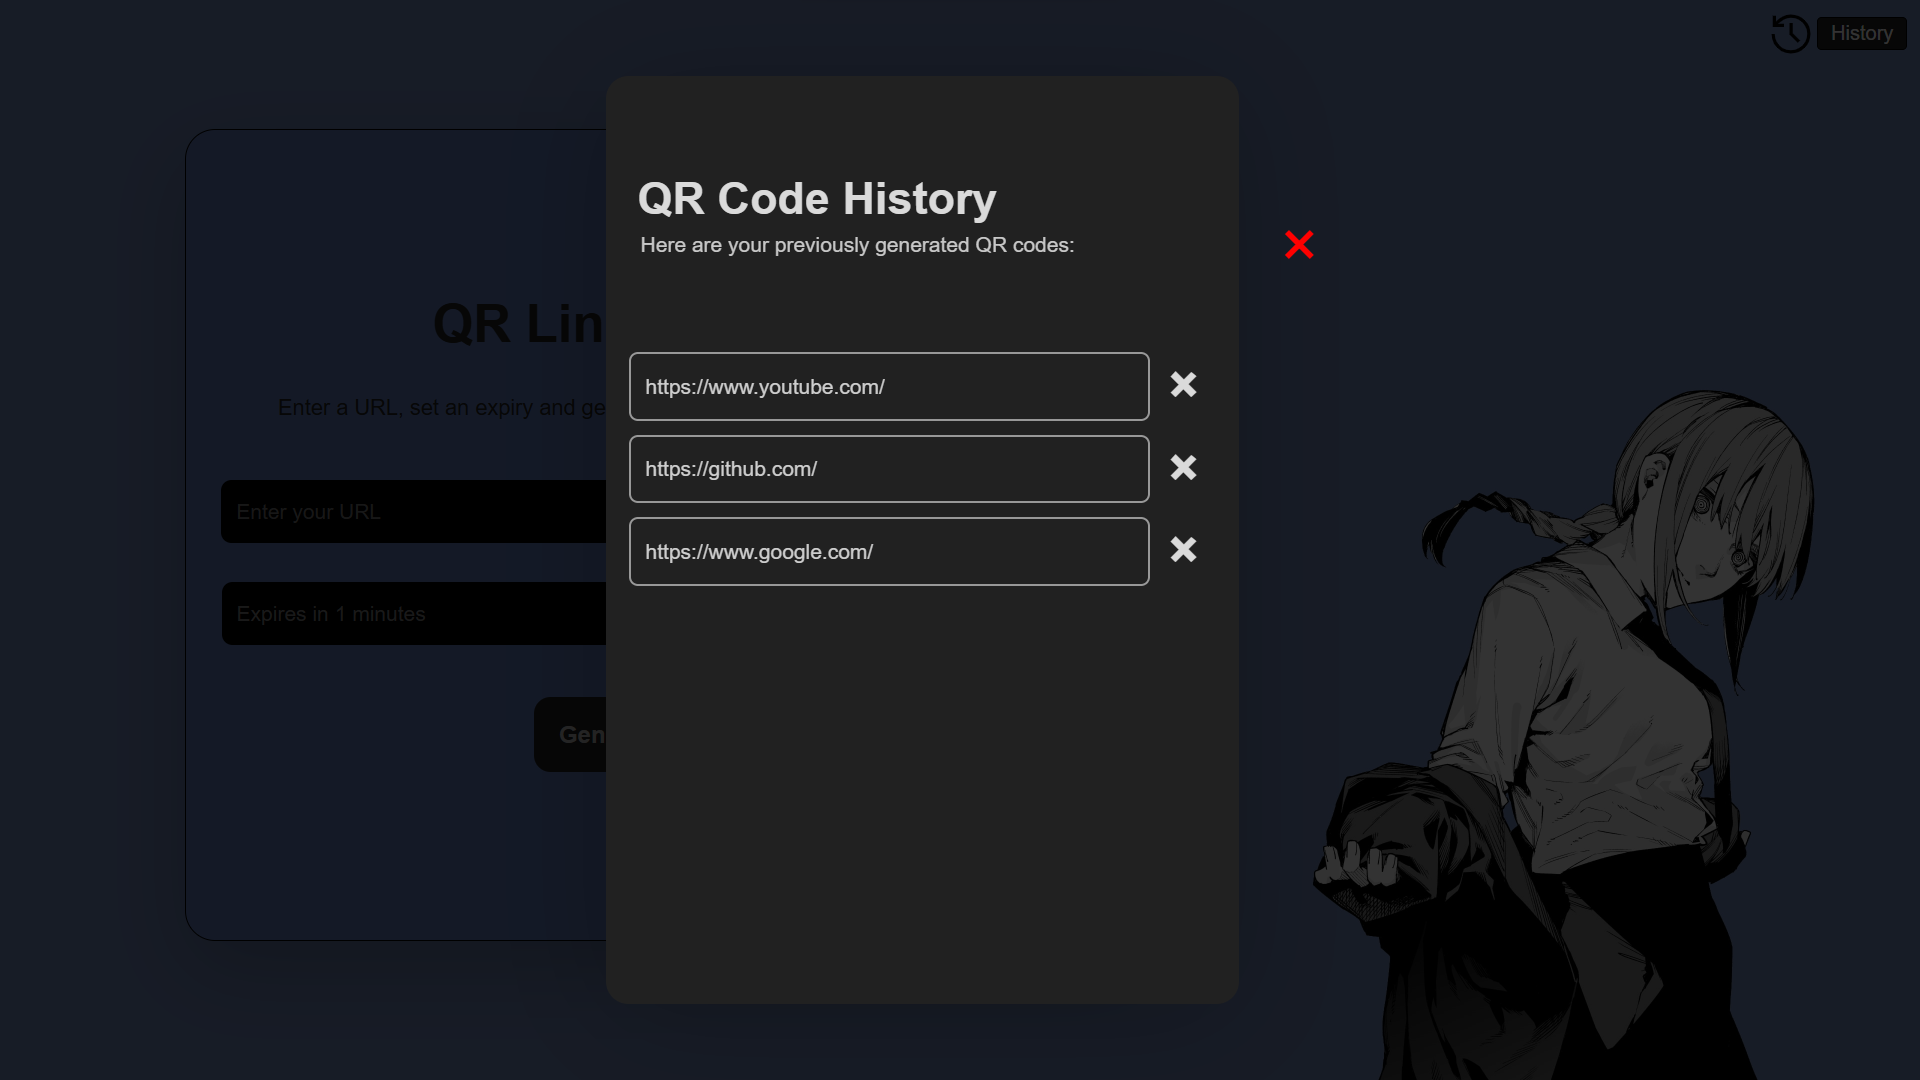 History
QR Code History
Here are your previously generated QR codes:
QR Lin
https://www.youtube.com/
Enter a URL, set an expiry and ge
https://github.com/
Enter your URL
https://www.google.com/
Expires in 1 minutes
Gen